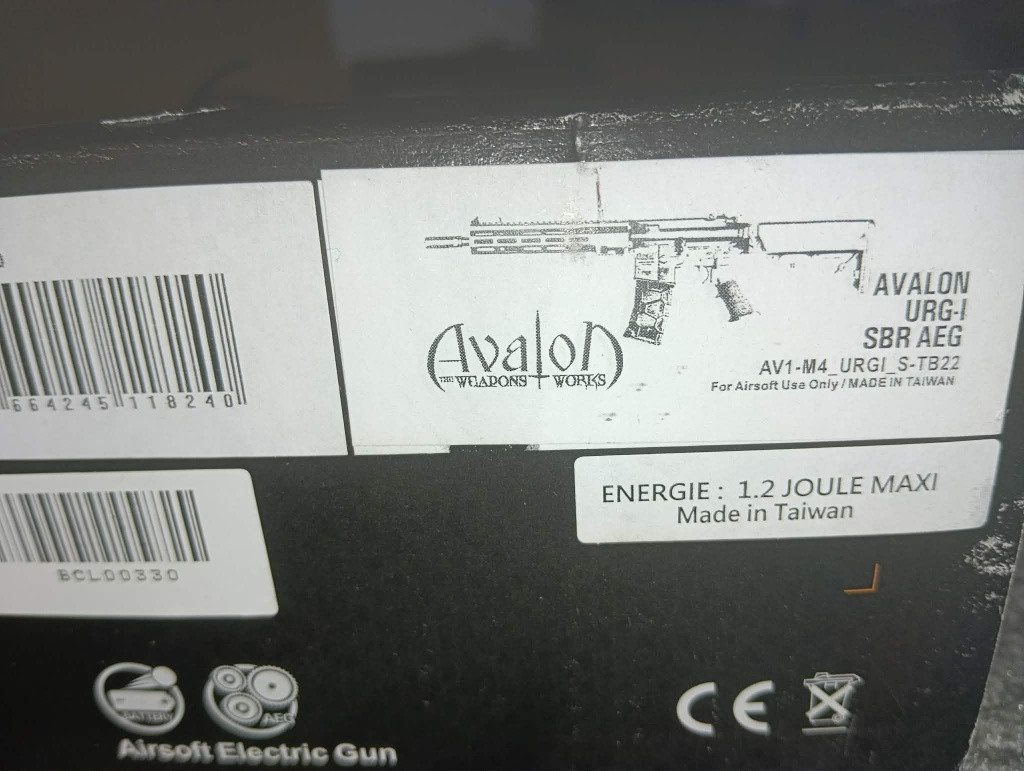 664245 118240
Avalon
THE WEAPONS WORKS
AVALON
URG-I
SBR AEG
AV1-M4_URGI_S-TB22
For Airsoft Use Only / MADE IN TAIWAN
ENERGIE : 1.2 JOULE MAXI
Made in Taiwan
BCL00330
BATTERY
AEG
Airsoft Electric Gun
CE